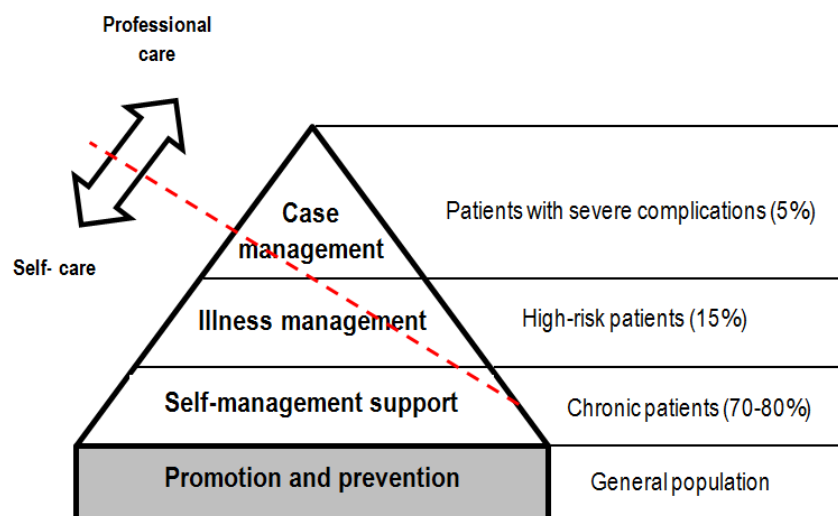 Professional
care
Self- care
Case
management
Patients with severe complications (5%)
Illness management
High-risk patients (15%)
Self-management support
Chronic patients (70-80%)
Promotion and prevention
General population